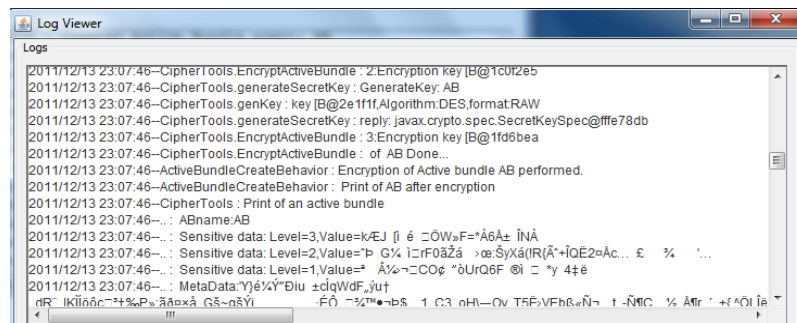 Log Viewer
Logs
2011/12/13 23:07:46--CipherTools.EncryptActiveBundle : 2:Encryption key [B@1c0f2e5
2011/12/13 23:07:46--CipherTools.generateSecretKey : GenerateKey: AB
2011/12/13 23:07:46--CipherTools.genKey : key [B@2e1f1f,Algorithm:DES,format:RAW
2011/12/13 23:07:46--CipherTools.generateSecretKey : reply: javax.crypto.spec.SecretKeySpec@fffe78db
2011/12/13 23:07:46--CipherTools.EncryptActiveBundle : 3:Encryption key [B@1fd6bea
2011/12/13 23:07:46--CipherTools.EncryptActiveBundle : of AB Done...
2011/12/13 23:07:46--ActiveBundleCreateBehavior : Encryption of Active bundle AB performed.
2011/12/13 23:07:46--ActiveBundleCreateBehavior : Print of AB after encryption
2011/12/13 23:07:46--CipherTools : Print of an active bundle
2011/12/13 23:07:46--.. : ABname:AB
2011/12/13 23:07:46--.. : Sensitive data: Level=3,Value=
2011/12/13 23:07:46--.. : Sensitive data: Level=2,Value=
2011/12/13 23:07:46--.. : Sensitive data: Level=1,Value=
2011/12/13 23:07:46--.. : MetaData: